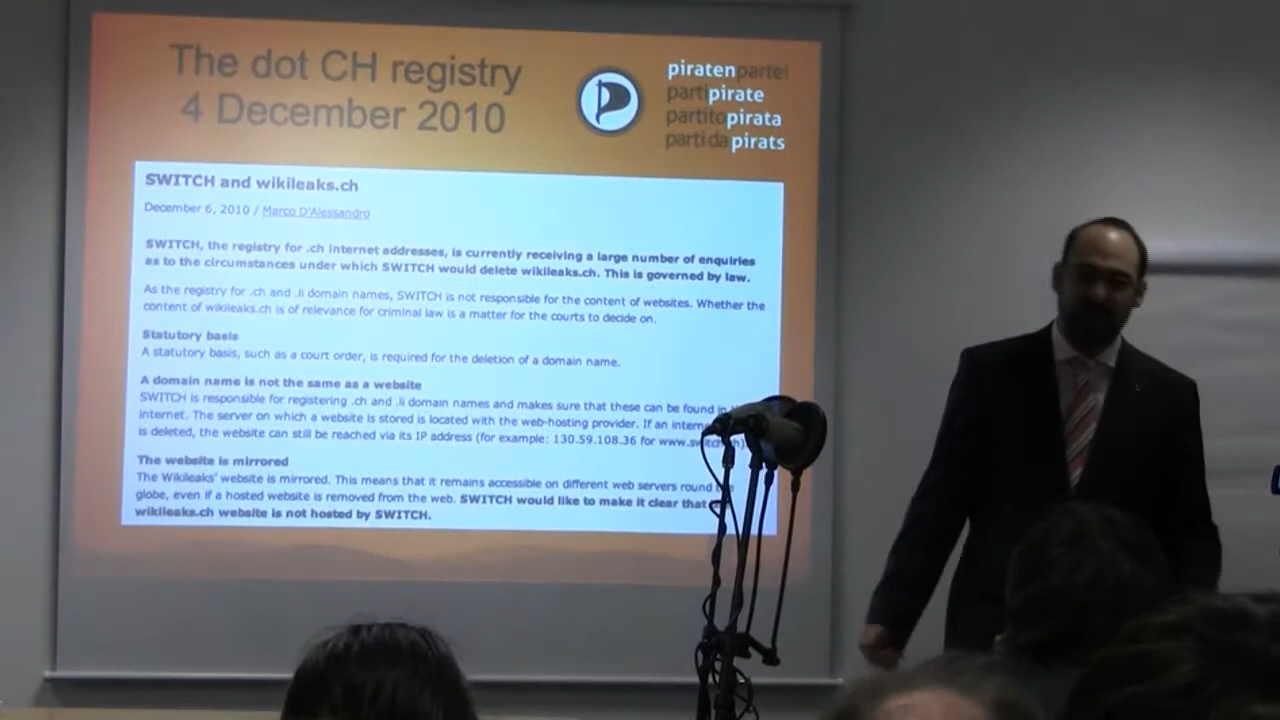 The dot CH registry
4 December 2010
piratenpartei
partipirate
partitopirata
partidapirats
SWITCH and wikileaks.ch
December 6, 2010 / Marco D'Alessandro
SWITCH, the registry for .ch internet addresses, is currently receiving a large number of enquiries
as to the circumstances under which SWITCH would delete wikileaks.ch. This is governed by law.
As the registry for .ch and .li domain names, SWITCH is not responsible for the content of websites. Whether the
content of wikileaks.ch is of relevance for criminal law is a matter for the courts to decide on.
Statutory basis
A statutory basis, such as a court order, is required for the deletion of a domain name.
A domain name is not the same as a website
SWITCH is responsible for registering .ch and .li domain names and makes sure that these can be found in
internet. The server on which a website is stored is located with the web-hosting provider. If an
is deleted, the website can still be reached via its IP address (for example: 130.59.108.36 for www.switch.ch).
The website is mirrored
The Wikileaks' website is mirrored. This means that it remains accessible on different web servers round
globe, even if a hosted website is removed from the web. SWITCH would like to make it clear that
wikileaks.ch website is not hosted by SWITCH.